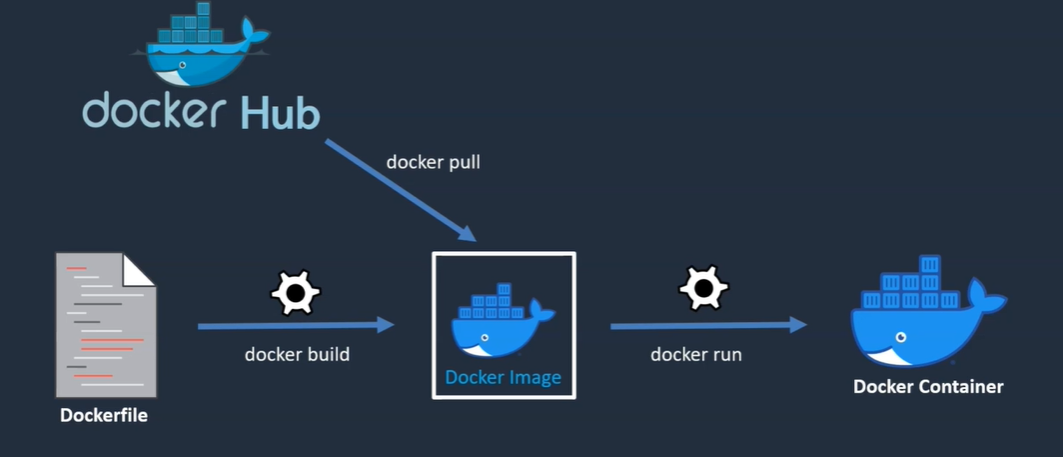 docker Hub
docker pull
docker build
docker run
Docker Image
Docker Container
Dockerfile